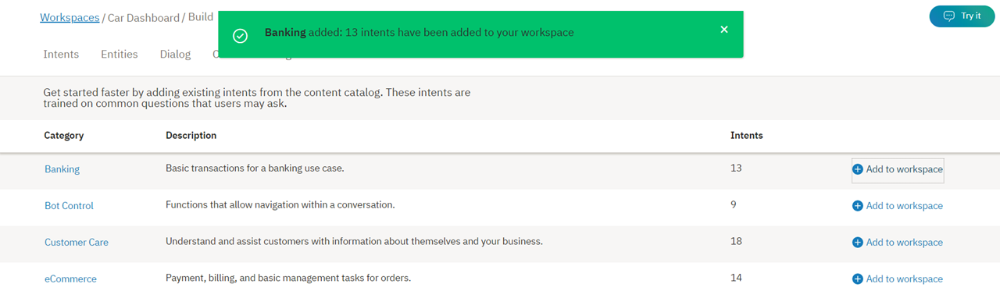 Workspaces / Car Dashboard / Build
Banking added: 13 intents have been added to your workspace
Try it
Intents Entities Dialog
Get started faster by adding existing intents from the content catalog. These intents are
trained on common questions that users may ask.
Category Description Intents
Banking Basic transactions for a banking use case. 13 Add to workspace
Bot Control Functions that allow navigation within a conversation. 9 Add to workspace
Customer Care Understand and assist customers with information about themselves and your business. 18 Add to workspace
eCommerce Payment, billing, and basic management tasks for orders. 14 Add to workspace